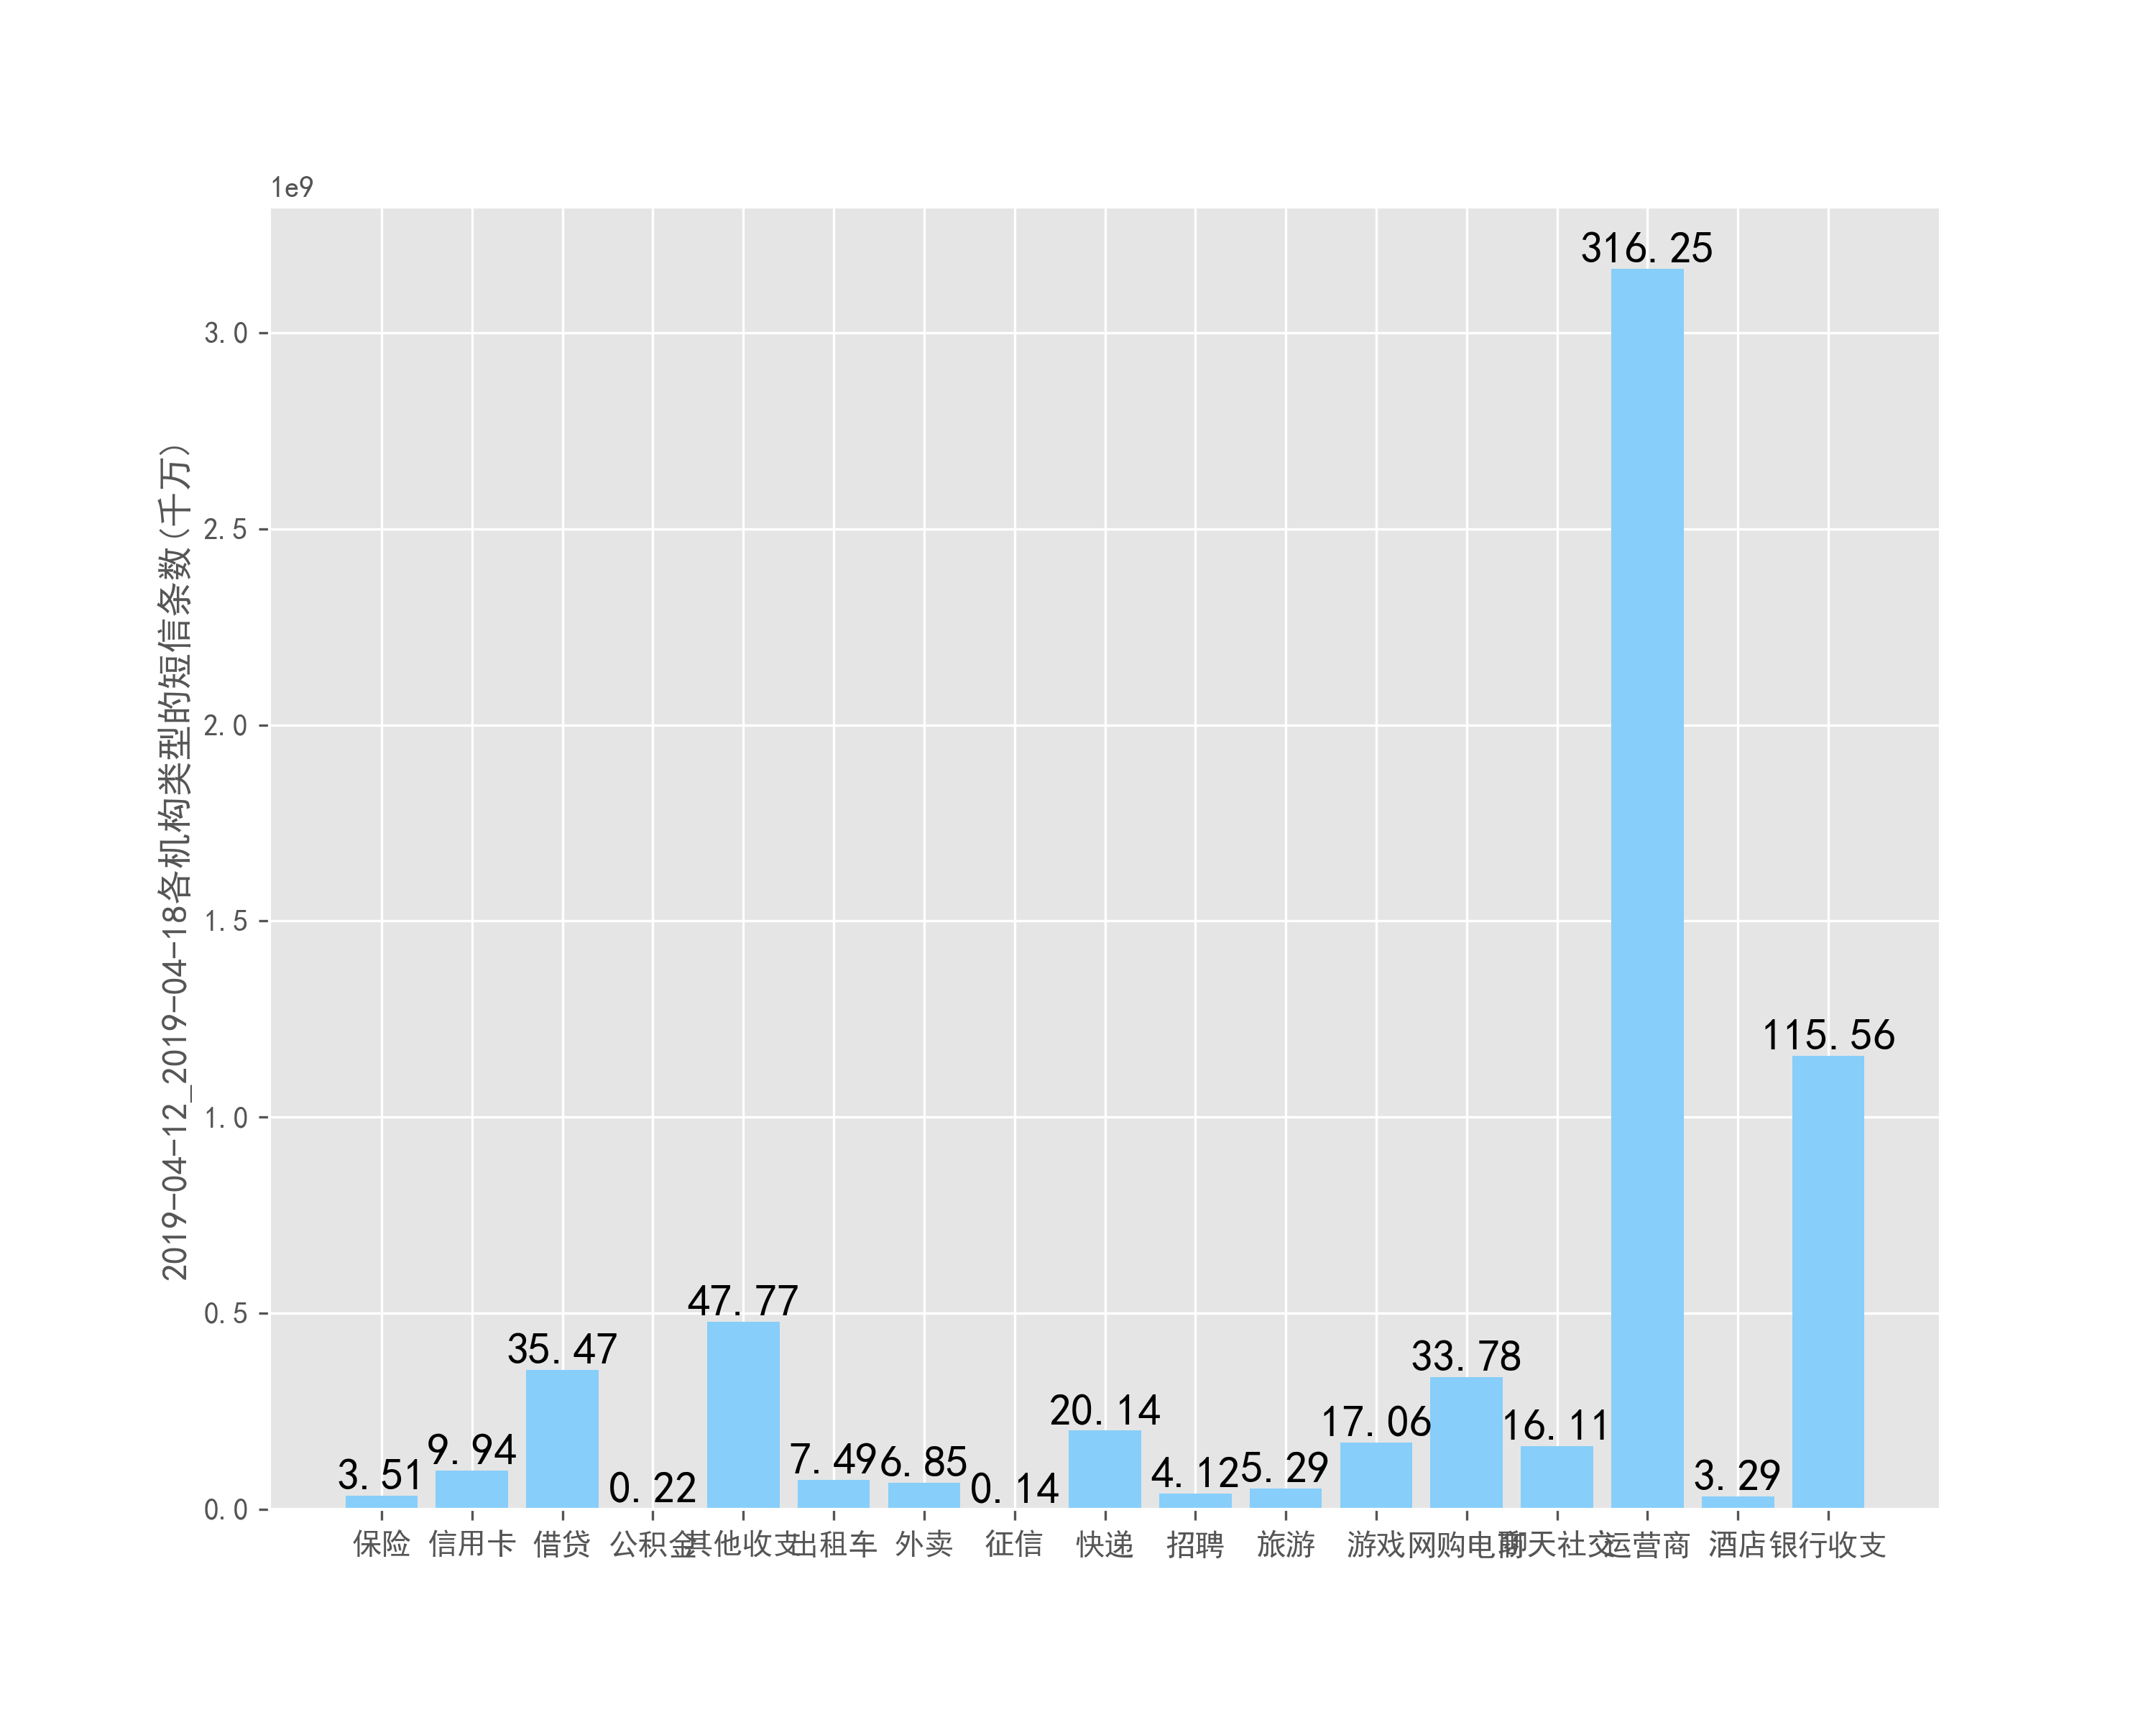 1e9
2019-04-12_2019-04-18各机构类型的短信条数(千万)
3.0
2.5
2.0
1.5
1.0
0.5
0.0
3.51
9.94
35.47
0.22
47.77
7.49
6.85
0.14
20.14
4.12
5.29
17.06
33.78
16.11
316.25
3.29
115.56
保险
信用卡
借贷
公积金
其他收支
出租车
外卖
征信
快递
招聘
旅游
游戏
网购电商
聊天社交
运营商
酒店
银行收支